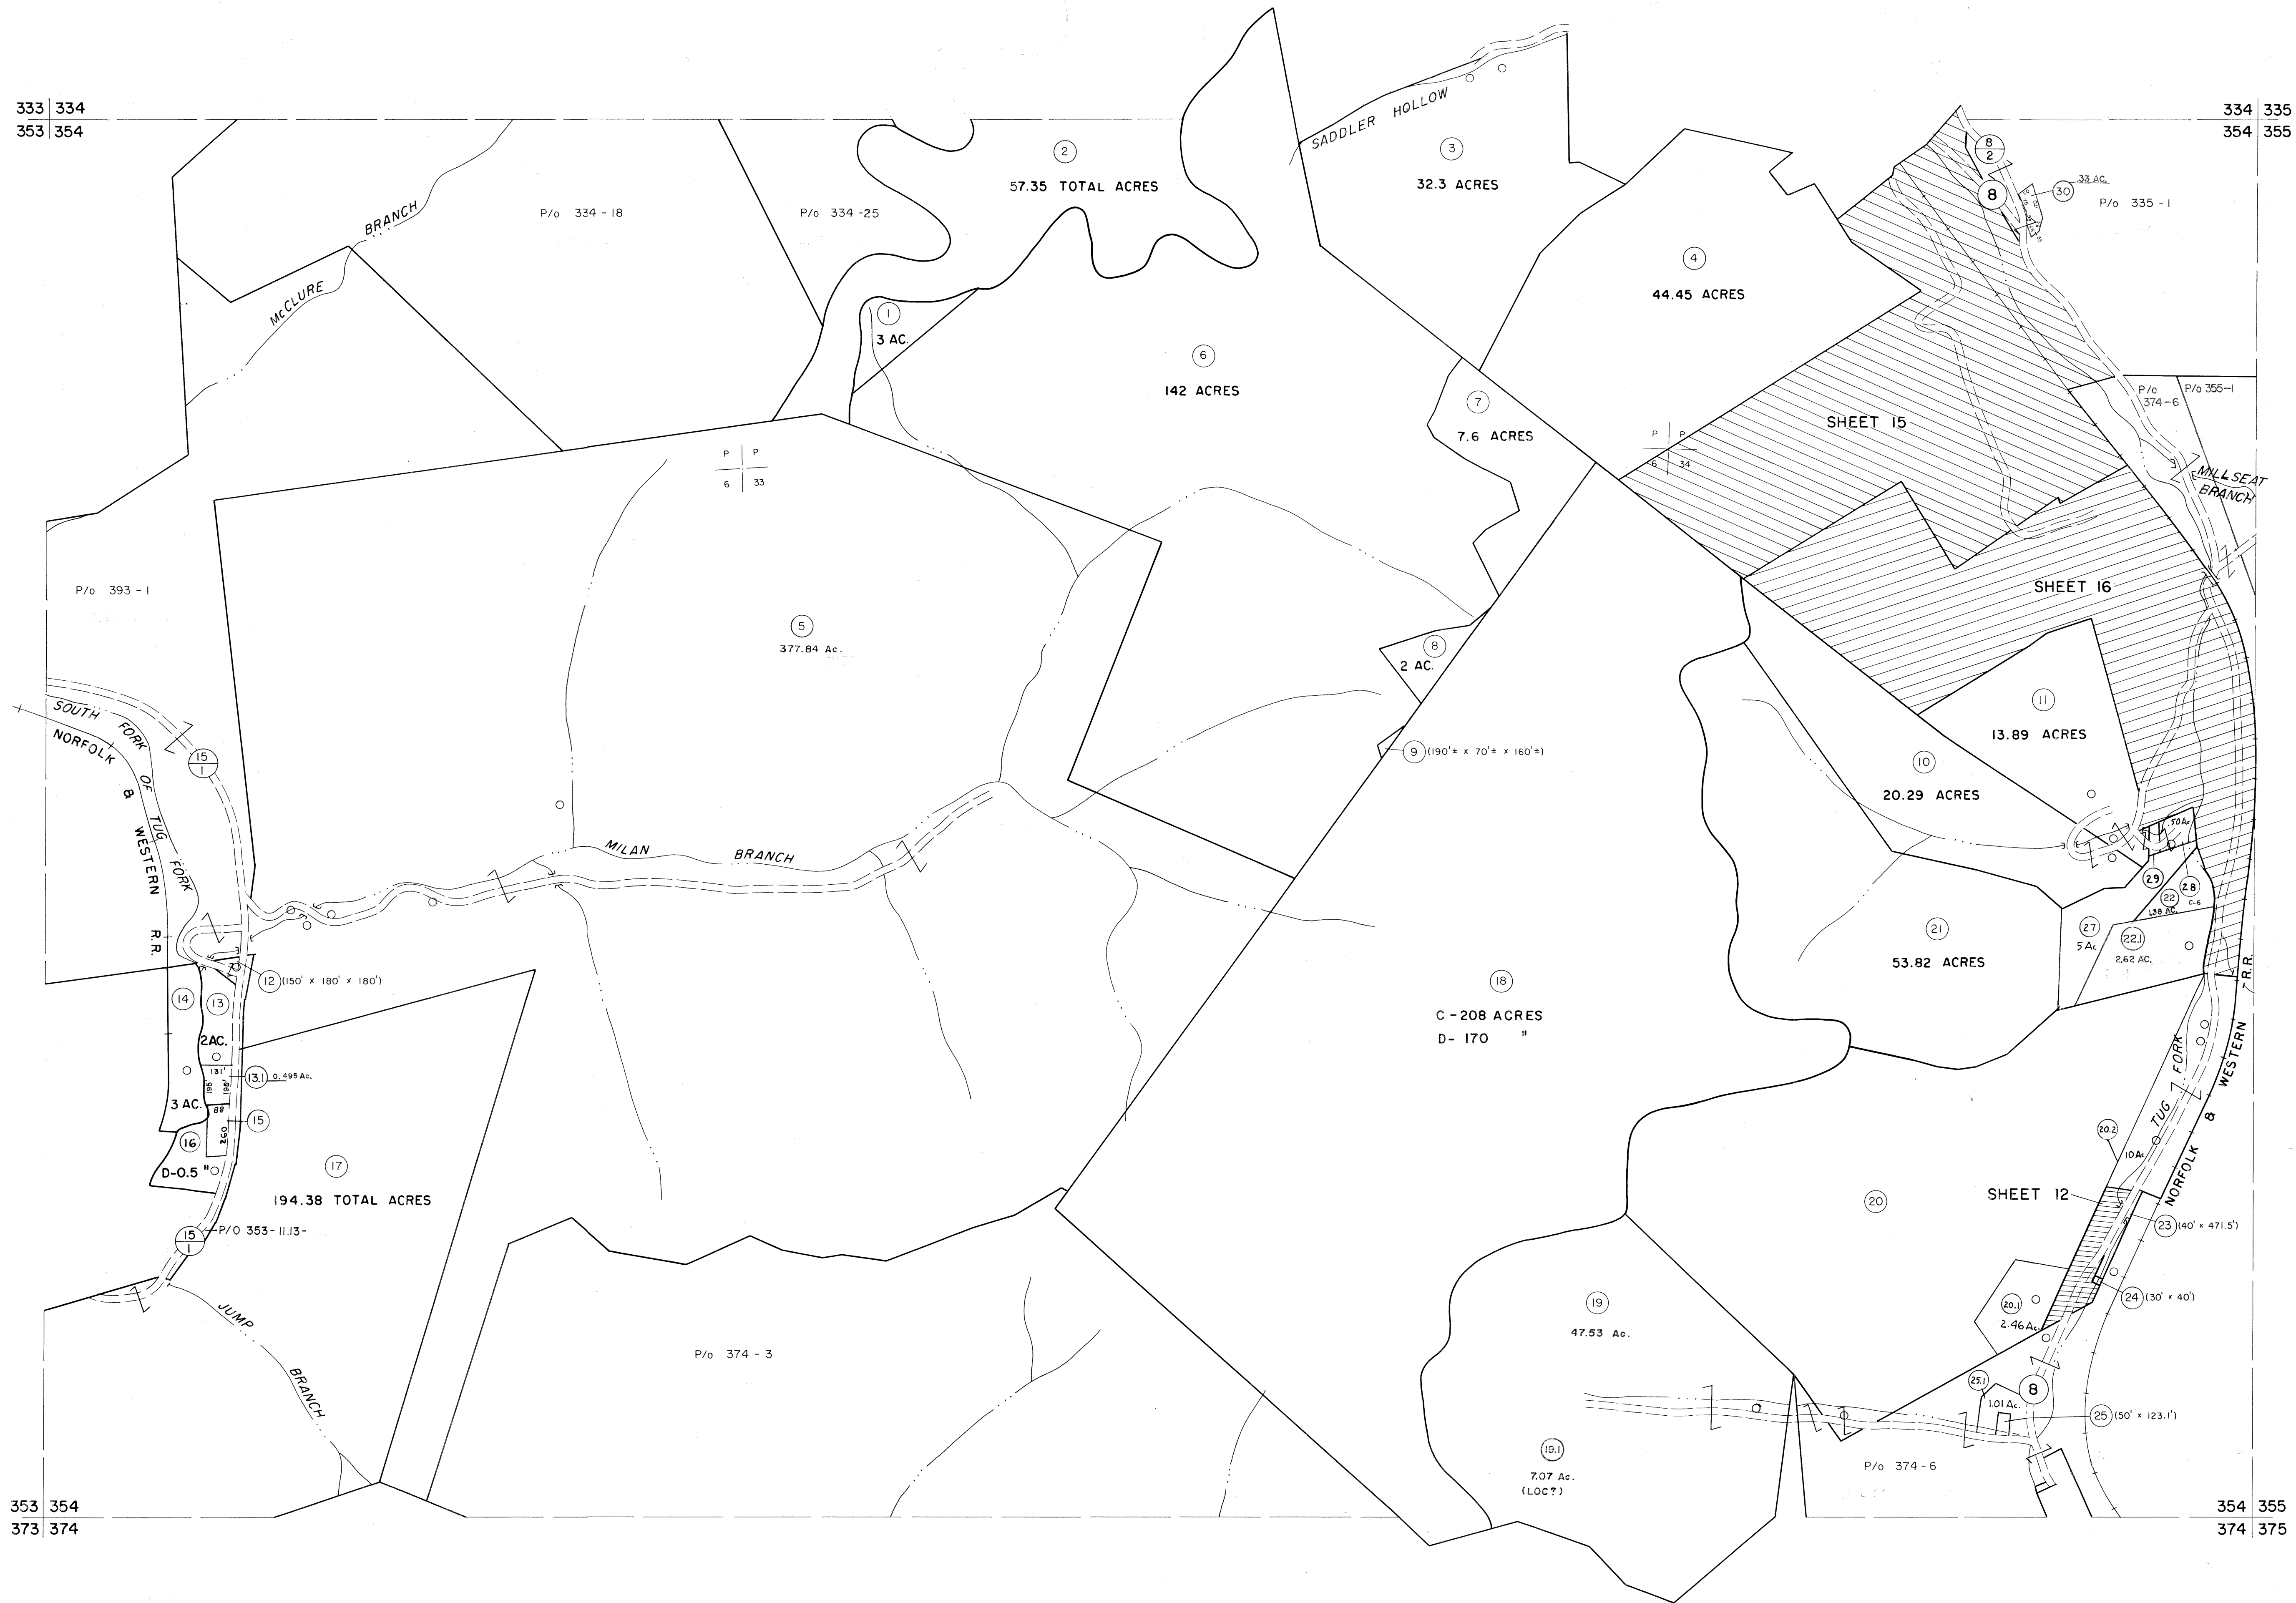 333 334
353 354
334 335
354 355
SADDLER HOLLOW
2
57.35 TOTAL ACRES
3
32.3 ACRES
8
2
8
30
.33 AC.
P/o 335-1
McCLURE BRANCH
P/o 334-18
P/o 334-25
4
44.45 ACRES
1
3 AC.
6
142 ACRES
7
7.6 ACRES
P P
6 33
P P
6 34
SHEET 15
P/o 374-6
P/o 355-1
MILLSEAT
BRANCH
SHEET 16
P/o 393-1
5
377.84 Ac.
8
2 AC.
9 (190'± x 70'± x 160'±)
11
13.89 ACRES
10
20.29 ACRES
.50Ac
29
28
C-6
22
1.38 AC.
27
5 Ac
22.1
2.62 AC.
21
53.82 ACRES
SOUTH FORK OF TUG FORK
NORFOLK & WESTERN R.R.
15
1
MILAN BRANCH
12 (150' x 180' x 180')
14
13
2AC.
131'
195'
195'
13.1 0.495 Ac.
3 AC.
88
260
15
16
D-0.5 "
17
194.38 TOTAL ACRES
P/O 353-11.13-
15
1
JUMP BRANCH
18
C-208 ACRES
D- 170 "
TUG FORK
NORFOLK & WESTERN R.R.
20.2
10Ac
SHEET 12
20
23 (40' x 471.5')
24 (30' x 40')
20.1
2.46Ac.
19
47.53 Ac.
P/o 374-3
25.1
1.01 Ac.
8
25 (50' x 123.1')
19.1
7.07 Ac.
(LOC?)
P/o 374-6
353 354
373 374
354 355
374 375